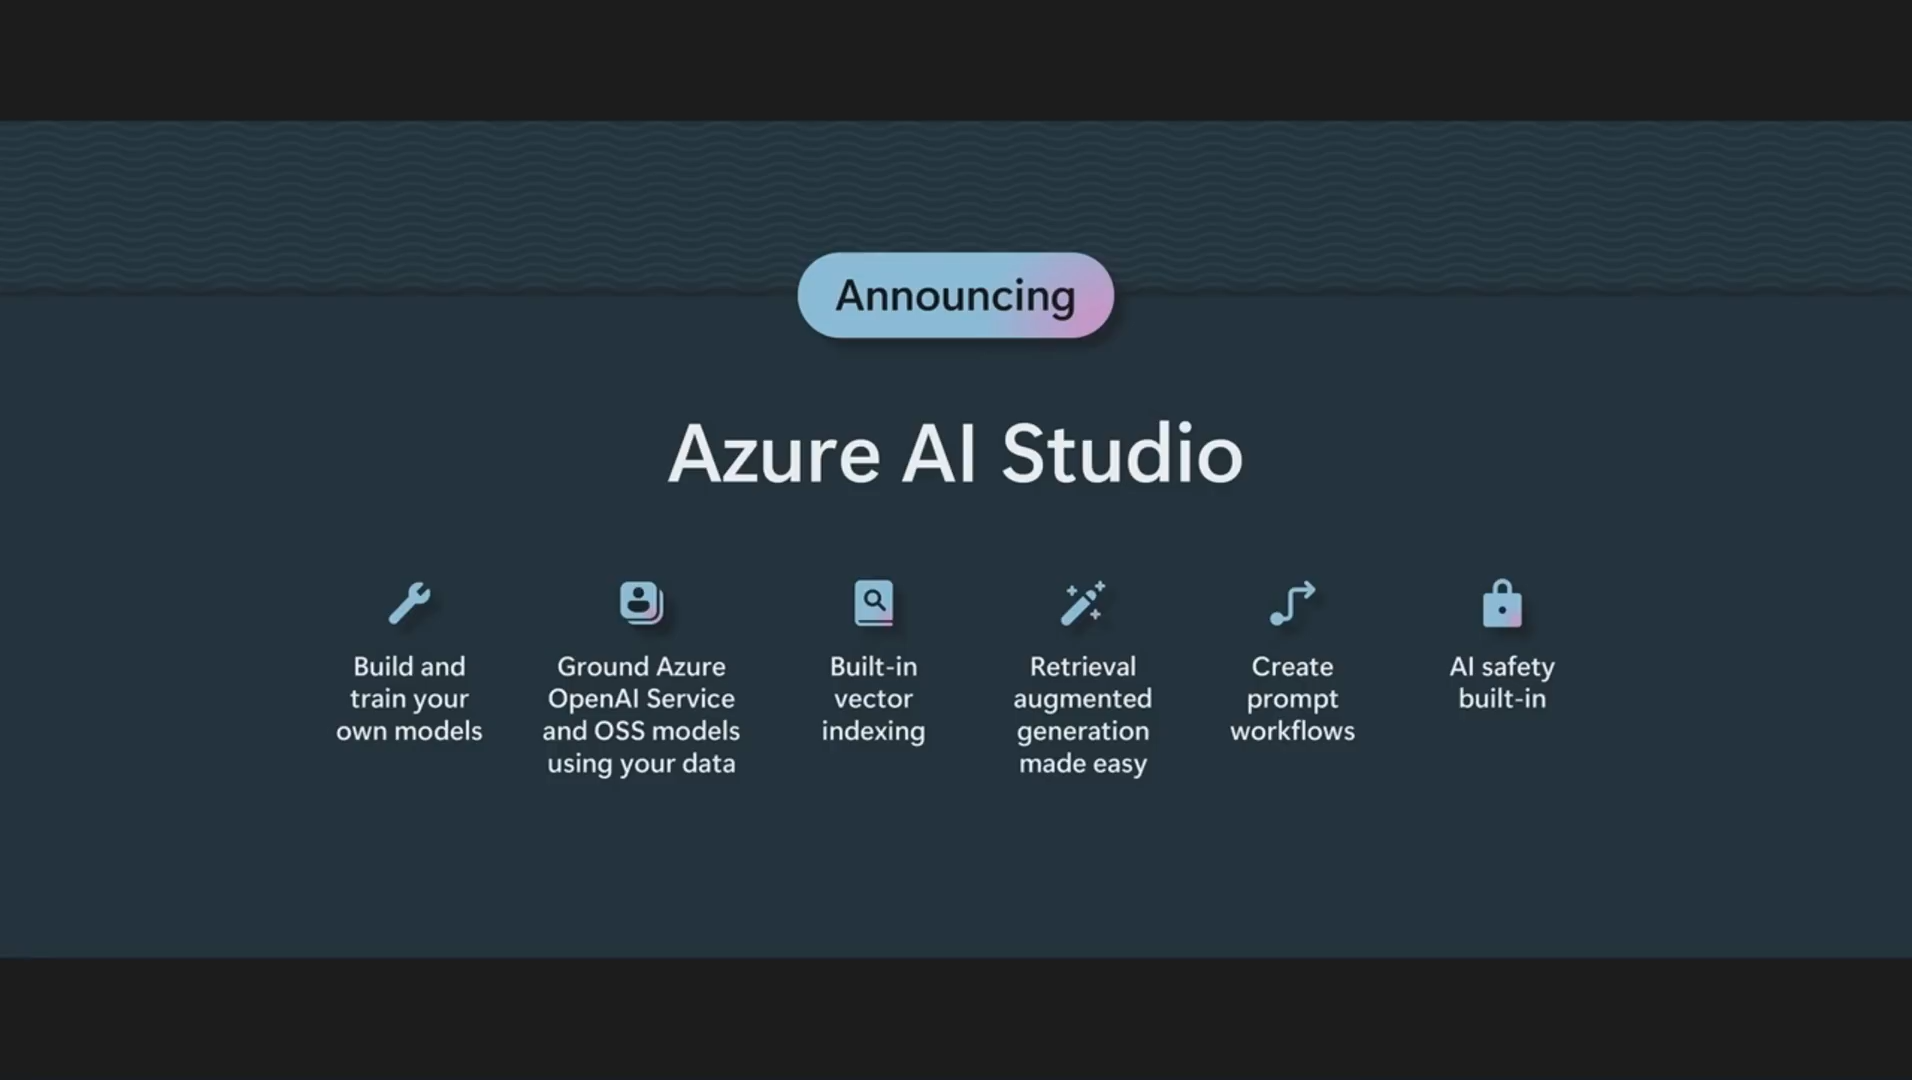 Announcing
Azure AI Studio
Build and
train your
own models
Ground Azure
OpenAI Service
and OSS models
using your data
Built-in
vector
indexing
Retrieval
augmented
generation
made easy
Create
prompt
workflows
AI safety
built-in